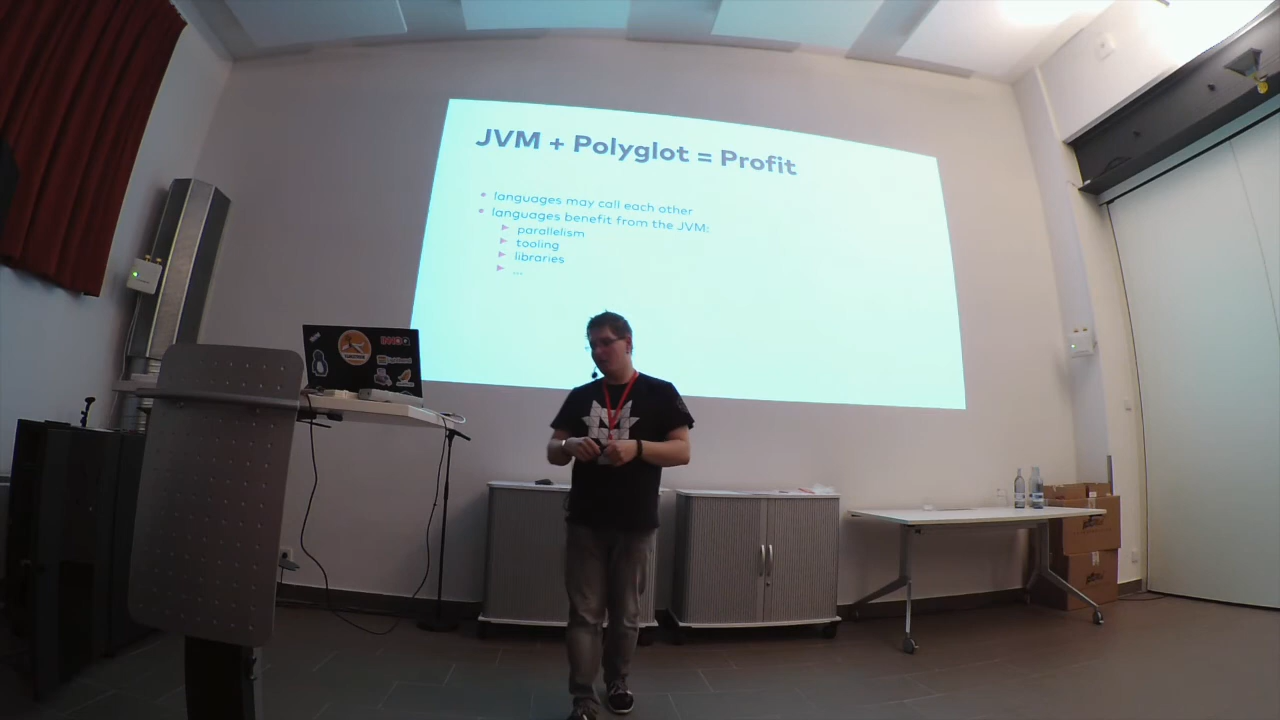 JVM + Polyglot = Profit
• languages may call each other
• languages benefit from the JVM:
▶ parallelism
▶ tooling
▶ libraries
▶ ...